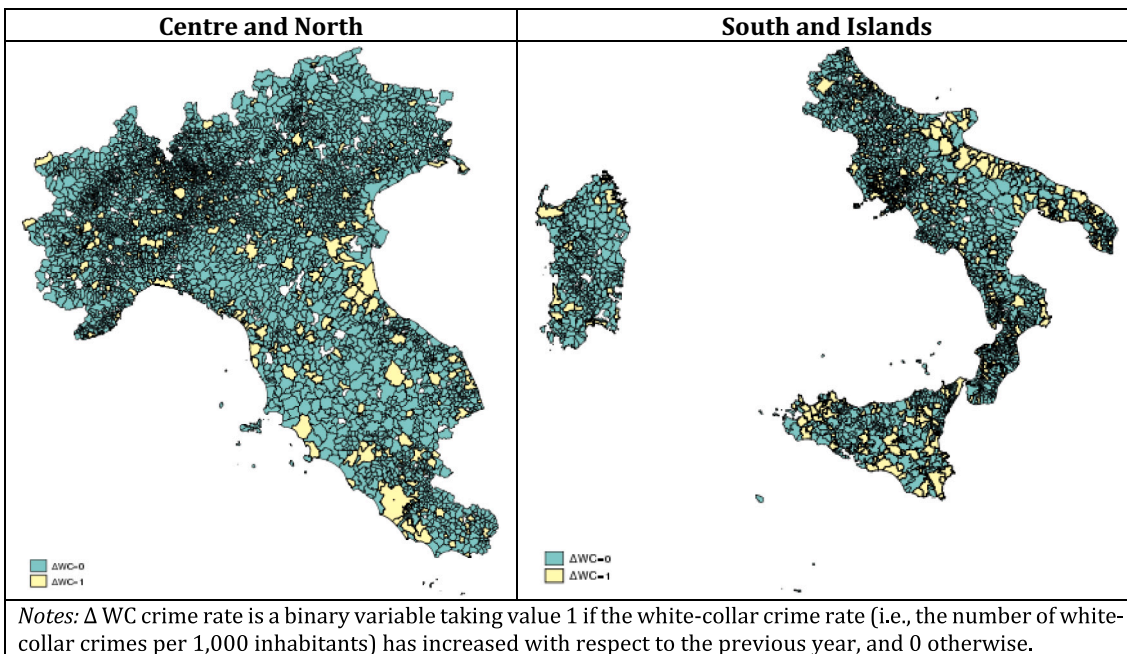 Centre and North
South and Islands
ΔWC=0
ΔWC=1
ΔWC=0
ΔWC=1
Notes: Δ WC crime rate is a binary variable taking value 1 if the white-collar crime rate (i.e., the number of white-
collar crimes per 1,000 inhabitants) has increased with respect to the previous year, and 0 otherwise.